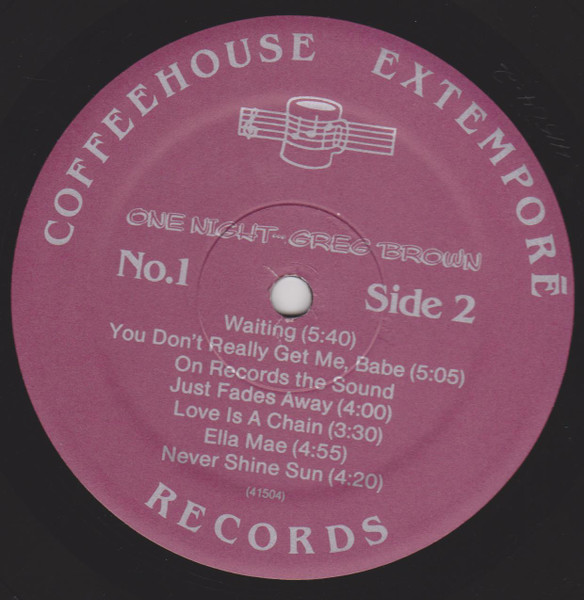 COFFEEHOUSE EXTEMPORĒ
ONE NIGHT...GREG BROWN
No.1
Side 2
Waiting (5:40)
You Don't Really Get Me, Babe (5:05)
On Records the Sound
Just Fades Away (4:00)
Love Is A Chain (3:30)
Ella Mae (4:55)
Never Shine Sun (4:20)
(41504)
RECORDS